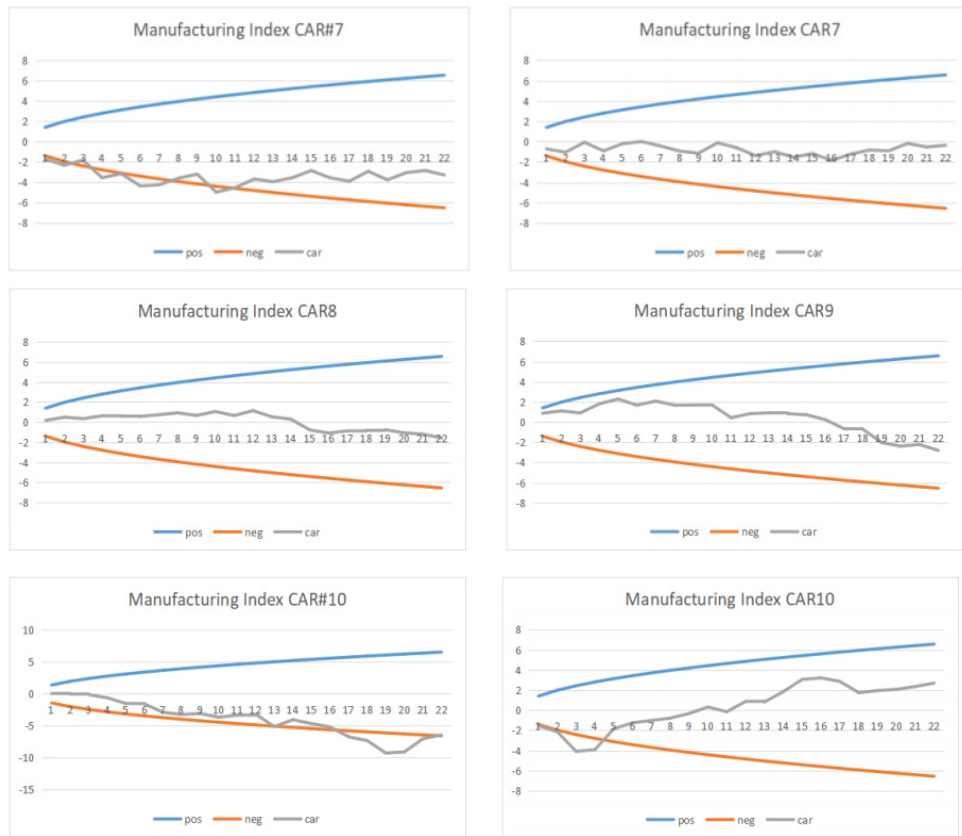 Manufacturing Index CAR#7
8
6
4
2
0
-2
-4
-6
-8
1 2 3 4 5 6 7 8 9 10 11 12 13 14 15 16 17 18 19 20 21 22
pos neg car
Manufacturing Index CAR7
8
6
4
2
0
-2
-4
-6
-8
1 2 3 4 5 6 7 8 9 10 11 12 13 14 15 16 17 18 19 20 21 22
pos neg car
Manufacturing Index CAR8
8
6
4
2
0
-2
-4
-6
-8
1 2 3 4 5 6 7 8 9 10 11 12 13 14 15 16 17 18 19 20 21 22
pos neg car
Manufacturing Index CAR9
8
6
4
2
0
-2
-4
-6
-8
1 2 3 4 5 6 7 8 9 10 11 12 13 14 15 16 17 18 19 20 21 22
pos neg car
Manufacturing Index CAR#10
10
5
0
-5
-10
-15
1 2 3 4 5 6 7 8 9 10 11 12 13 14 15 16 17 18 19 20 21 22
pos neg car
Manufacturing Index CAR10
8
6
4
2
0
-2
-4
-6
-8
1 2 3 4 5 6 7 8 9 10 11 12 13 14 15 16 17 18 19 20 21 22
pos neg car